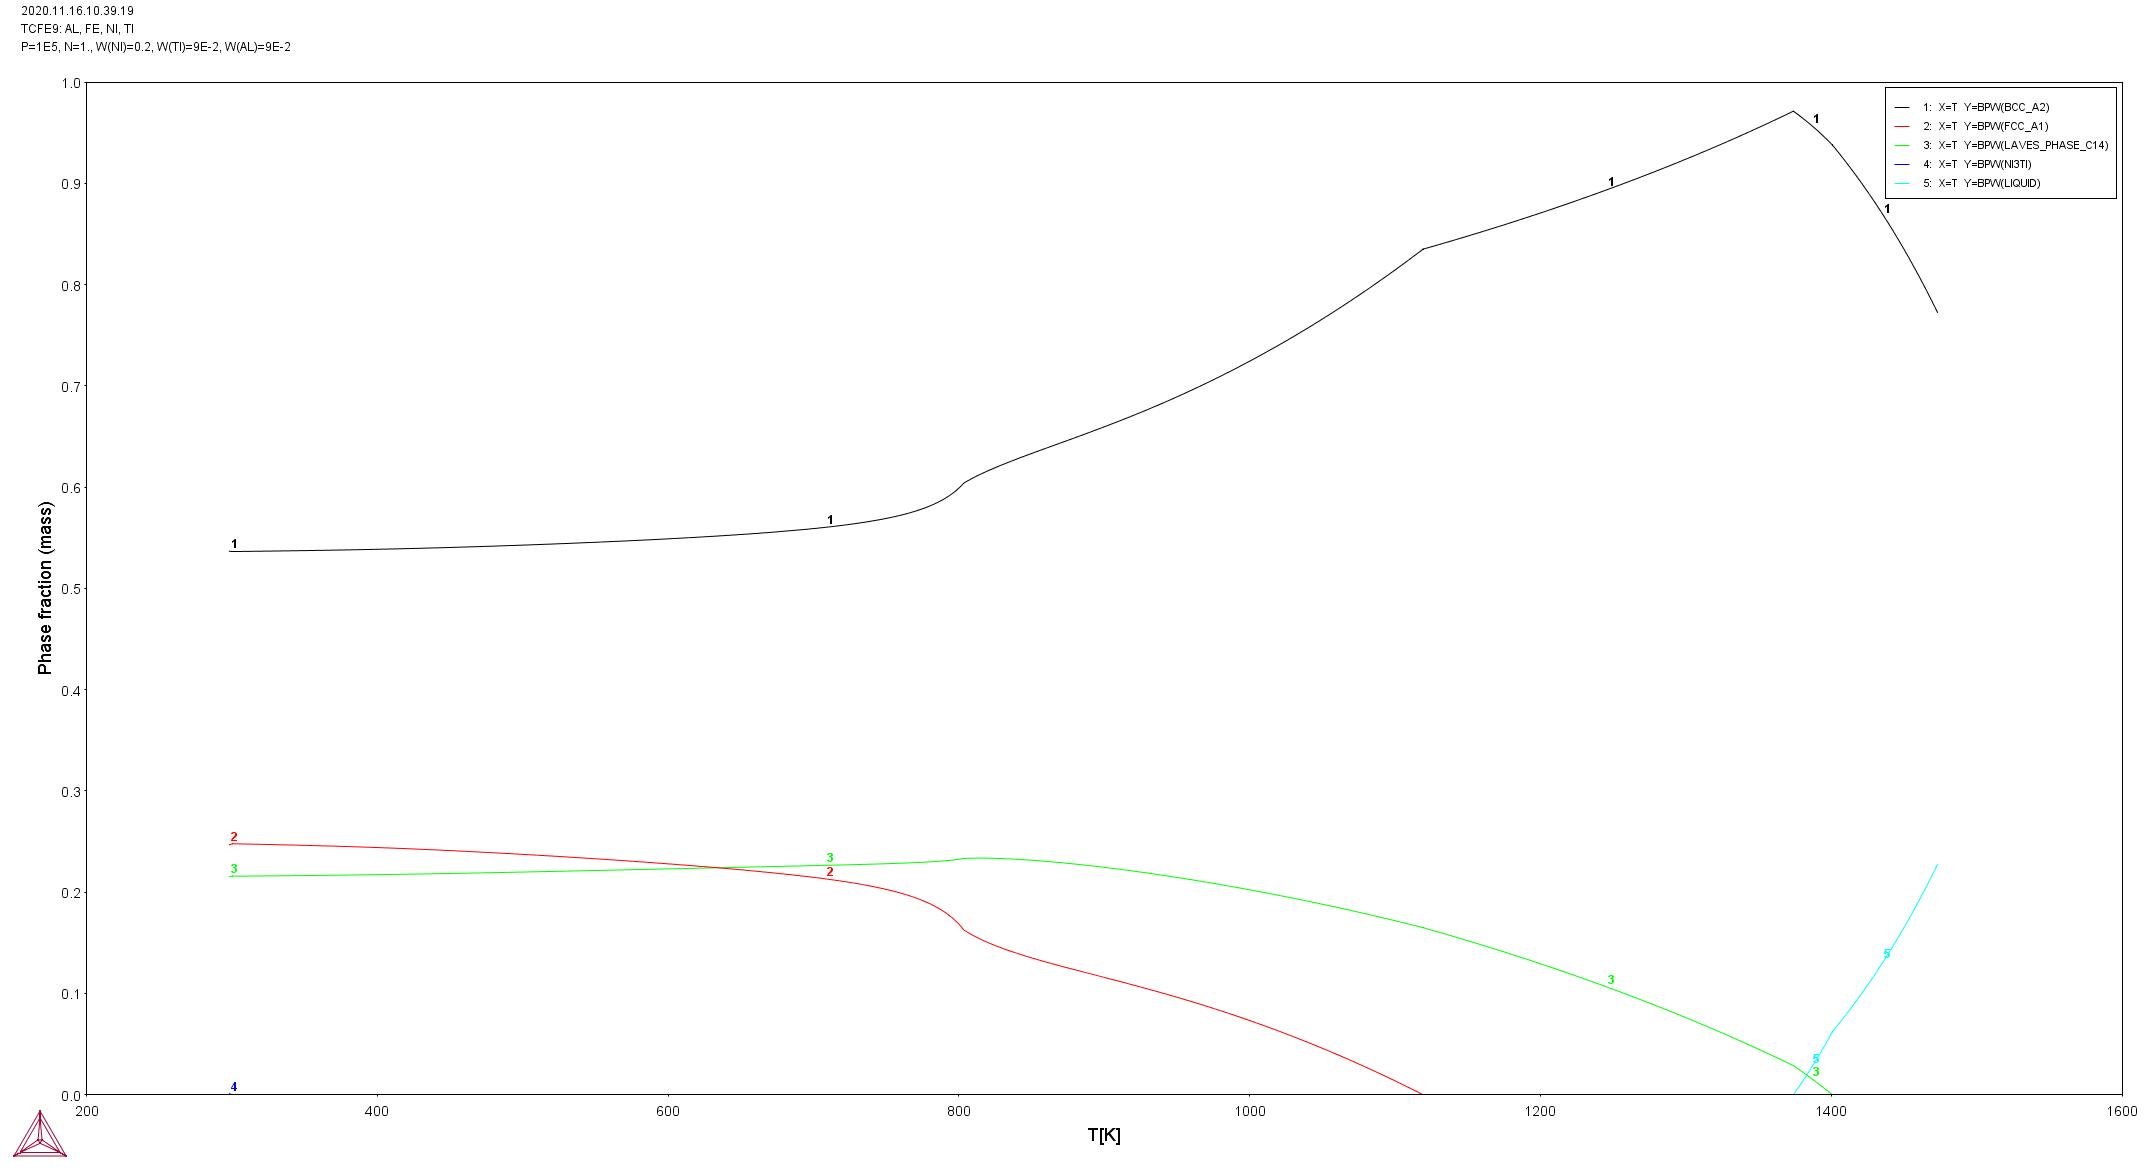 2020.11.16.10.39.19
TCFE9: AL, FE, NI, TI
P=1E5, N=1., W(NI)=0.2, W(TI)=9E-2, W(AL)=9E-2
1: X=T Y=BPW(BCC_A2)
2: X=T Y=BPW(FCC_A1)
3: X=T Y=BPW(LAVES_PHASE_C14)
4: X=T Y=BPW(NI3TI)
5: X=T Y=BPW(LIQUID)
1.0
0.9
0.8
0.7
0.6
0.5
0.4
0.3
0.2
0.1
0.0
Phase fraction (mass)
1
1
1
1
1
2
3
3
2
3
5
5
3
4
200 400 600 800 1000 1200 1400 1600
T[K]